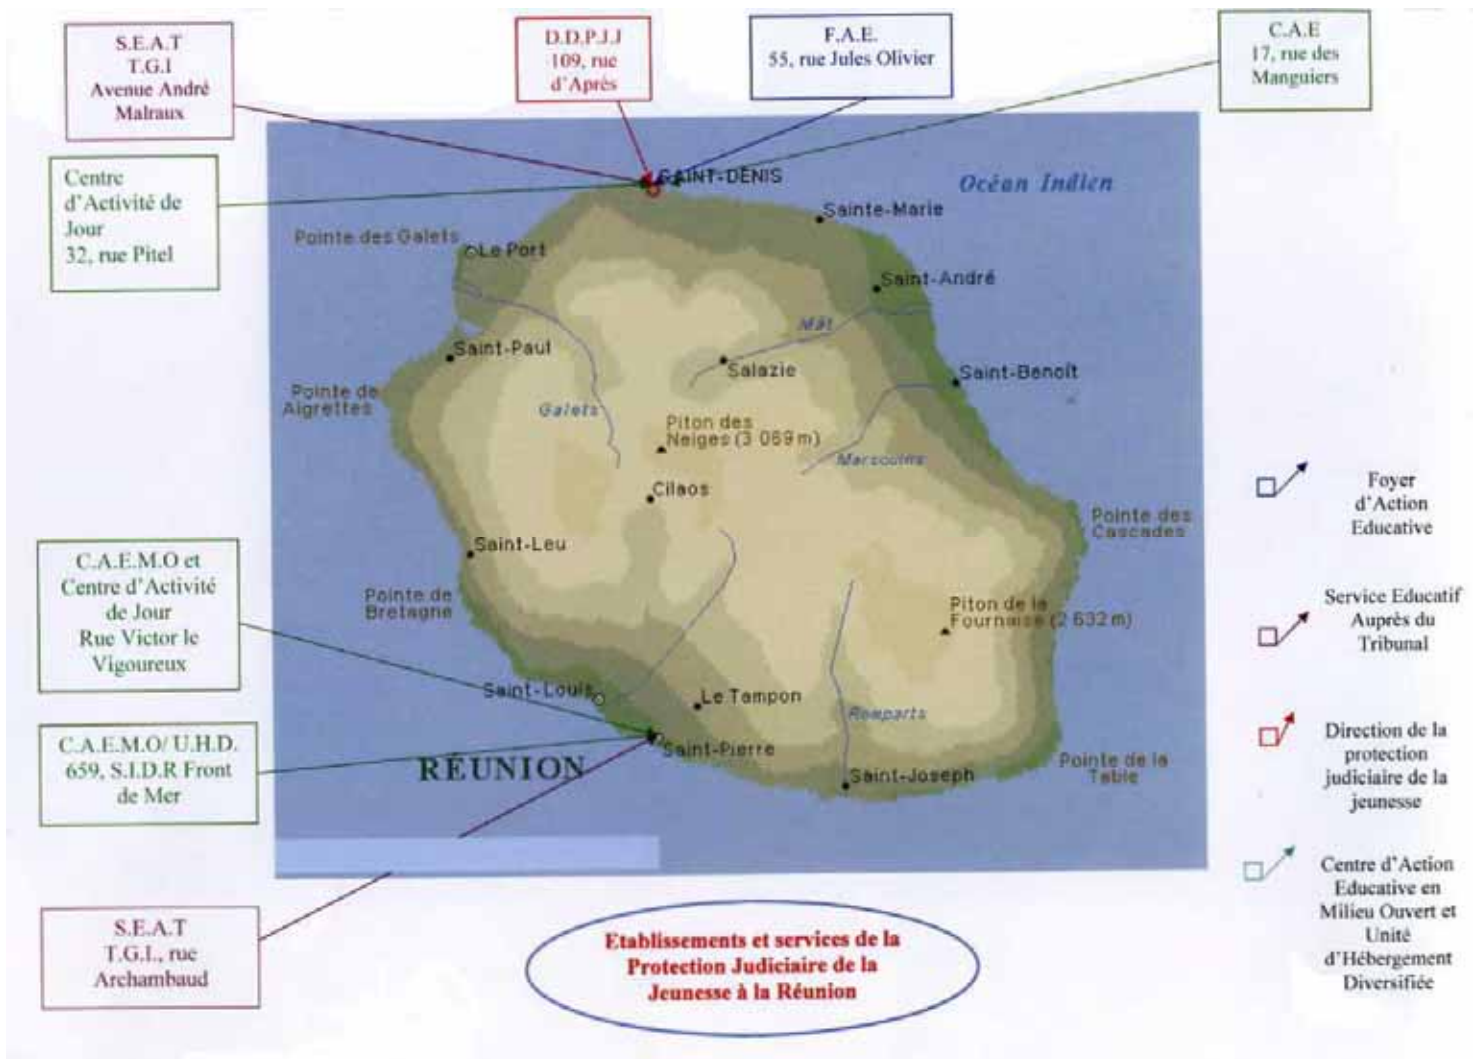 S.E.A.T
T.G.I
Avenue André
Malraux
D.D.P.J.J
109, rue
d'Après
F.A.E.
55, rue Jules Olivier
C.A.E
17, rue des
Manguiers
Centre
d'Activité de
Jour
32, rue Pitel
SAINT-DENIS
Océan Indien
Sainte-Marie
Pointe des Galets
Le Port
Saint-André
Mât
Saint-Paul
Salazie
Saint-Benoît
Pointe de
Aigrettes
Galets
Piton des
Neiges (3 069 m)
Marsouins
Cilaos
Pointe des
Cascades
Saint-Leu
Pointe de
Bretagne
Piton de la
Fournaise (2 632 m)
Saint-Louis
Le Tampon
Remparts
Saint-Pierre
RÉUNION
Saint-Joseph
Pointe de la
Table
C.A.E.M.O et
Centre d'Activité
de Jour
Rue Victor le
Vigoureux
C.A.E.M.O/ U.H.D.
659, S.I.D.R Front
de Mer
S.E.A.T
T.G.I., rue
Archambaud
Foyer
d'Action
Educative
Service Educatif
Auprès du
Tribunal
Direction de la
protection
judiciaire de la
jeunesse
Centre d'Action
Educative en
Milieu Ouvert et
Unité
d'Hébergement
Diversifiée
Etablissements et services de la
Protection Judiciaire de la
Jeunesse à la Réunion